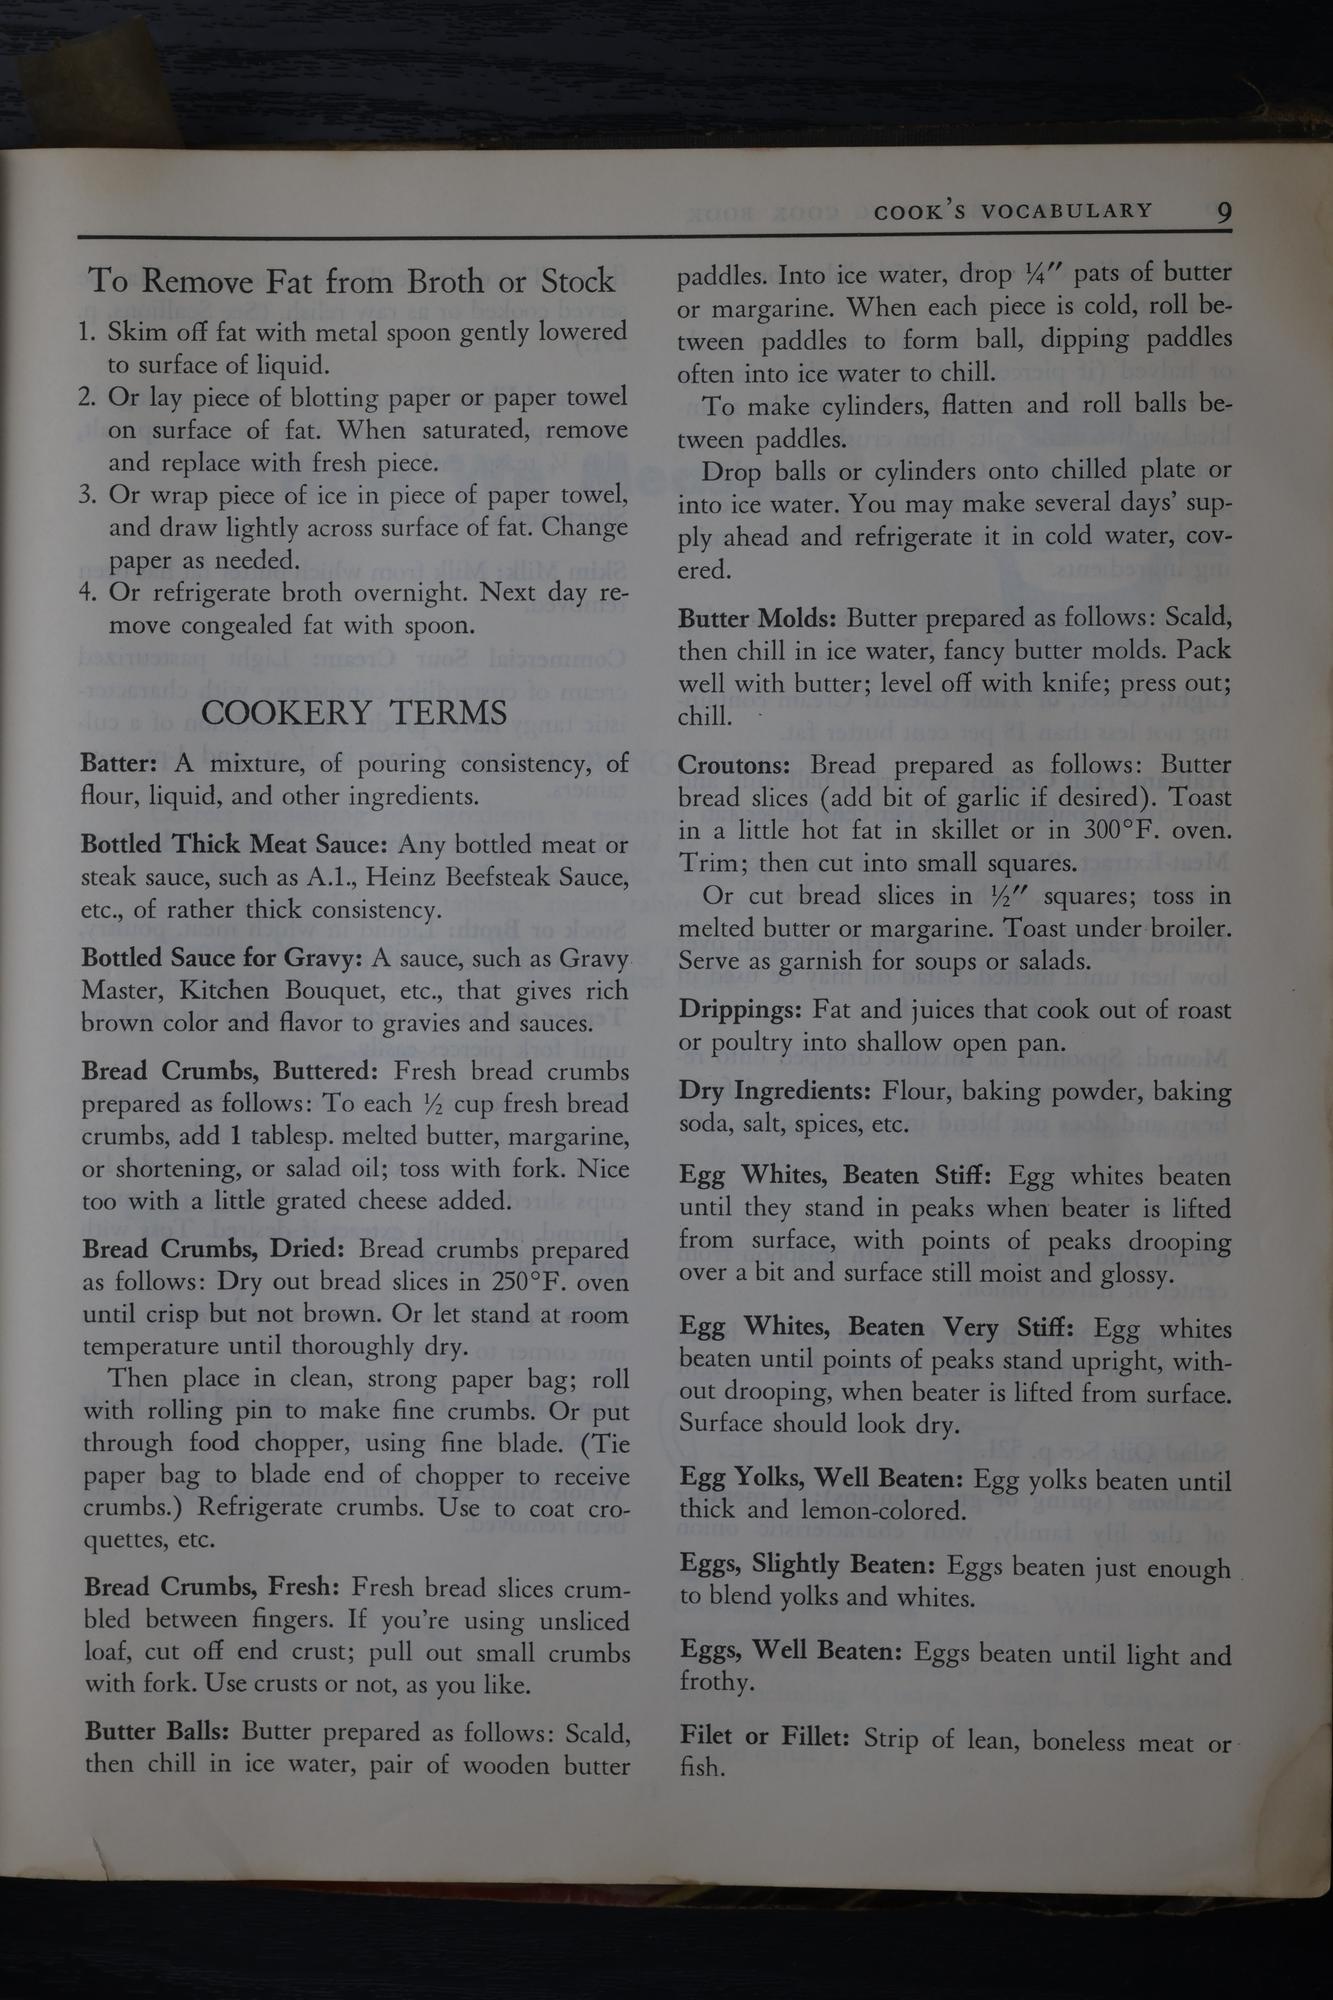 COOK'S VOCABULARY 9
To Remove Fat from Broth or Stock
1. Skim off fat with metal spoon gently lowered
to surface of liquid.
2. Or lay piece of blotting paper or paper towel
on surface of fat. When saturated, remove
and replace with fresh piece.
3. Or wrap piece of ice in piece of paper towel,
and draw lightly across surface of fat. Change
paper as needed.
4. Or refrigerate broth overnight. Next day re-
move congealed fat with spoon.
COOKERY TERMS
Batter: A mixture, of pouring consistency, of
flour, liquid, and other ingredients.
Bottled Thick Meat Sauce: Any bottled meat or
steak sauce, such as A.1., Heinz Beefsteak Sauce,
etc., of rather thick consistency.
Bottled Sauce for Gravy: A sauce, such as Gravy
Master, Kitchen Bouquet, etc., that gives rich
brown color and flavor to gravies and sauces.
Bread Crumbs, Buttered: Fresh bread crumbs
prepared as follows: To each ½ cup fresh bread
crumbs, add 1 tablesp. melted butter, margarine,
or shortening, or salad oil; toss with fork. Nice
too with a little grated cheese added.
Bread Crumbs, Dried: Bread crumbs prepared
as follows: Dry out bread slices in 250°F. oven
until crisp but not brown. Or let stand at room
temperature until thoroughly dry.
Then place in clean, strong paper bag; roll
with rolling pin to make fine crumbs. Or put
through food chopper, using fine blade. (Tie
paper bag to blade end of chopper to receive
crumbs.) Refrigerate crumbs. Use to coat cro-
quettes, etc.
Bread Crumbs, Fresh: Fresh bread slices crum-
bled between fingers. If you're using unsliced
loaf, cut off end crust; pull out small crumbs
with fork. Use crusts or not, as you like.
Butter Balls: Butter prepared as follows: Scald,
then chill in ice water, pair of wooden butter
paddles. Into ice water, drop ¼″ pats of butter
or margarine. When each piece is cold, roll be-
tween paddles to form ball, dipping paddles
often into ice water to chill.
To make cylinders, flatten and roll balls be-
tween paddles.
Drop balls or cylinders onto chilled plate or
into ice water. You may make several days' sup-
ply ahead and refrigerate it in cold water, cov-
ered.
Butter Molds: Butter prepared as follows: Scald,
then chill in ice water, fancy butter molds. Pack
well with butter; level off with knife; press out;
chill.
Croutons: Bread prepared as follows: Butter
bread slices (add bit of garlic if desired). Toast
in a little hot fat in skillet or in 300°F. oven.
Trim; then cut into small squares.
Or cut bread slices in ½″ squares; toss in
melted butter or margarine. Toast under broiler.
Serve as garnish for soups or salads.
Drippings: Fat and juices that cook out of roast
or poultry into shallow open pan.
Dry Ingredients: Flour, baking powder, baking
soda, salt, spices, etc.
Egg Whites, Beaten Stiff: Egg whites beaten
until they stand in peaks when beater is lifted
from surface, with points of peaks drooping
over a bit and surface still moist and glossy.
Egg Whites, Beaten Very Stiff: Egg whites
beaten until points of peaks stand upright, with-
out drooping, when beater is lifted from surface.
Surface should look dry.
Egg Yolks, Well Beaten: Egg yolks beaten until
thick and lemon-colored.
Eggs, Slightly Beaten: Eggs beaten just enough
to blend yolks and whites.
Eggs, Well Beaten: Eggs beaten until light and
frothy.
Filet or Fillet: Strip of lean, boneless meat or
fish.